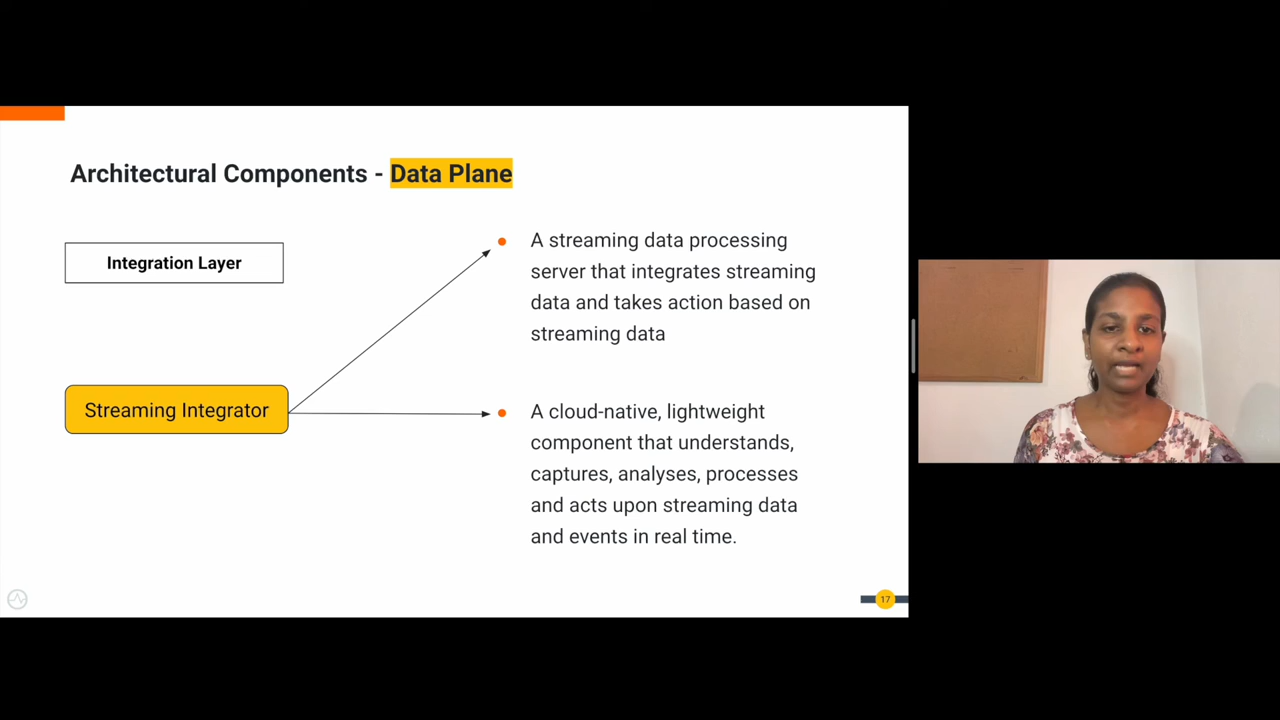 Architectural Components - Data Plane
Integration Layer
Streaming Integrator
A streaming data processing
server that integrates streaming
data and takes action based on
streaming data
A cloud-native, lightweight
component that understands,
captures, analyses, processes
and acts upon streaming data
and events in real time.
17